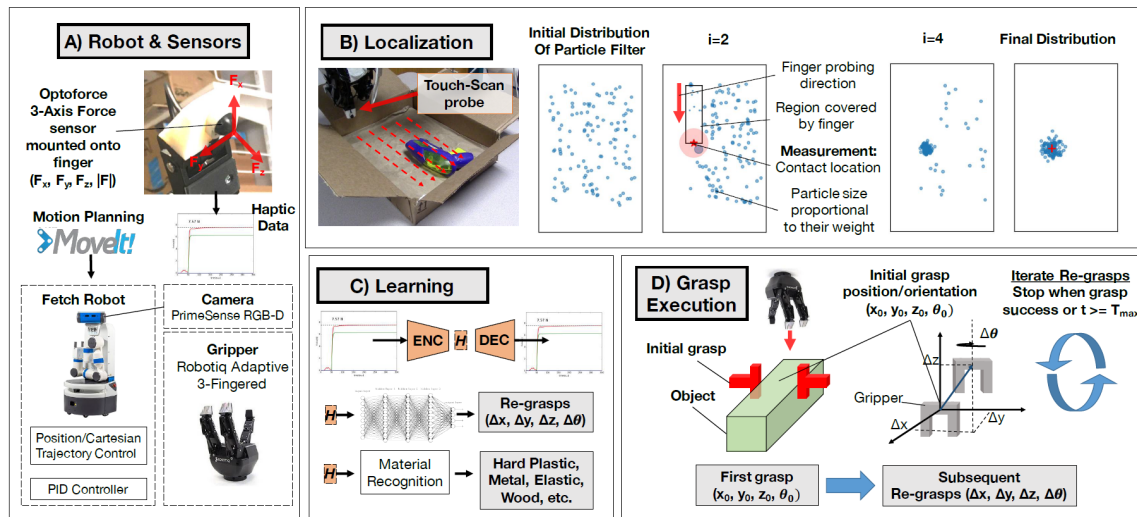 A) Robot & Sensors
Optoforce
3-Axis Force
sensor
mounted onto
finger
(Fx, Fy, Fz, |F|)
Fx
Fy
Fz
Haptic
Data
7.57 N
Motion Planning
MoveIt!
Fetch Robot
Camera
PrimeSense RGB-D
Gripper
Robotiq Adaptive
3-Fingered
Position/Cartesian
Trajectory Control
PID Controller
B) Localization
Touch-Scan
probe
Initial Distribution
Of Particle Filter
i=2
Finger probing
direction
Region covered
by finger
Measurement:
Contact location
Particle size
proportional
to their weight
i=4
Final Distribution
C) Learning
7.57 N
ENC
H
DEC
7.57 N
H
Re-grasps
(Δx, Δy, Δz, Δθ)
H
Material
Recognition
Hard Plastic,
Metal, Elastic,
Wood, etc.
D) Grasp
Execution
Initial grasp
position/orientation
(x₀, y₀, z₀, θ₀)
Iterate Re-grasps
Stop when grasp
success or t >= Tmax
Initial grasp
Object
Gripper
Δθ
Δz
Δx
Δy
First grasp
(x₀, y₀, z₀, θ₀)
Subsequent
Re-grasps (Δx, Δy, Δz, Δθ)